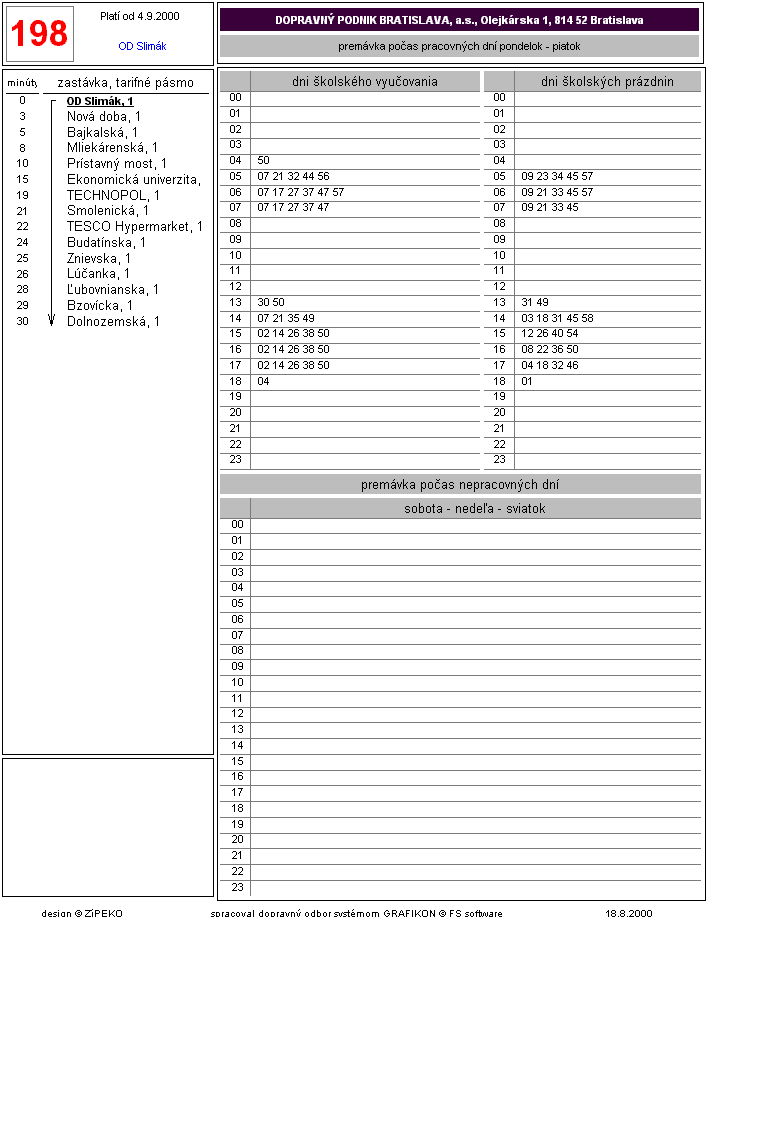 198
Platí od 4.9.2000
OD Slimák
DOPRAVNÝ PODNIK BRATISLAVA, a.s., Olejkárska 1, 814 52 Bratislava
premávka počas pracovných dní pondelok - piatok
minúty zastávka, tarifné pásmo
0 OD Slimák, 1
3 Nová doba, 1
5 Bajkalská, 1
8 Mliekárenská, 1
10 Prístavný most, 1
15 Ekonomická univerzita,
19 TECHNOPOL, 1
21 Smolenická, 1
22 TESCO Hypermarket, 1
24 Budatínska, 1
25 Znievska, 1
26 Lúčanka, 1
28 Ľubovnianska, 1
29 Bzovícka, 1
30 Dolnozemská, 1
dni školského vyučovania
00
01
02
03
04 50
05 07 21 32 44 56
06 07 17 27 37 47 57
07 07 17 27 37 47
08
09
10
11
12
13 30 50
14 07 21 35 49
15 02 14 26 38 50
16 02 14 26 38 50
17 02 14 26 38 50
18 04
19
20
21
22
23
dni školských prázdnin
00
01
02
03
04
05 09 23 34 45 57
06 09 21 33 45 57
07 09 21 33 45
08
09
10
11
12
13 31 49
14 03 18 31 45 58
15 12 26 40 54
16 08 22 36 50
17 04 18 32 46
18 01
19
20
21
22
23
premávka počas nepracovných dní
sobota - nedeľa - sviatok
00
01
02
03
04
05
06
07
08
09
10
11
12
13
14
15
16
17
18
19
20
21
22
23
design © ZíPEKO
spracoval dopravný odbor systémom GRAFIKON © FS software
18.8.2000